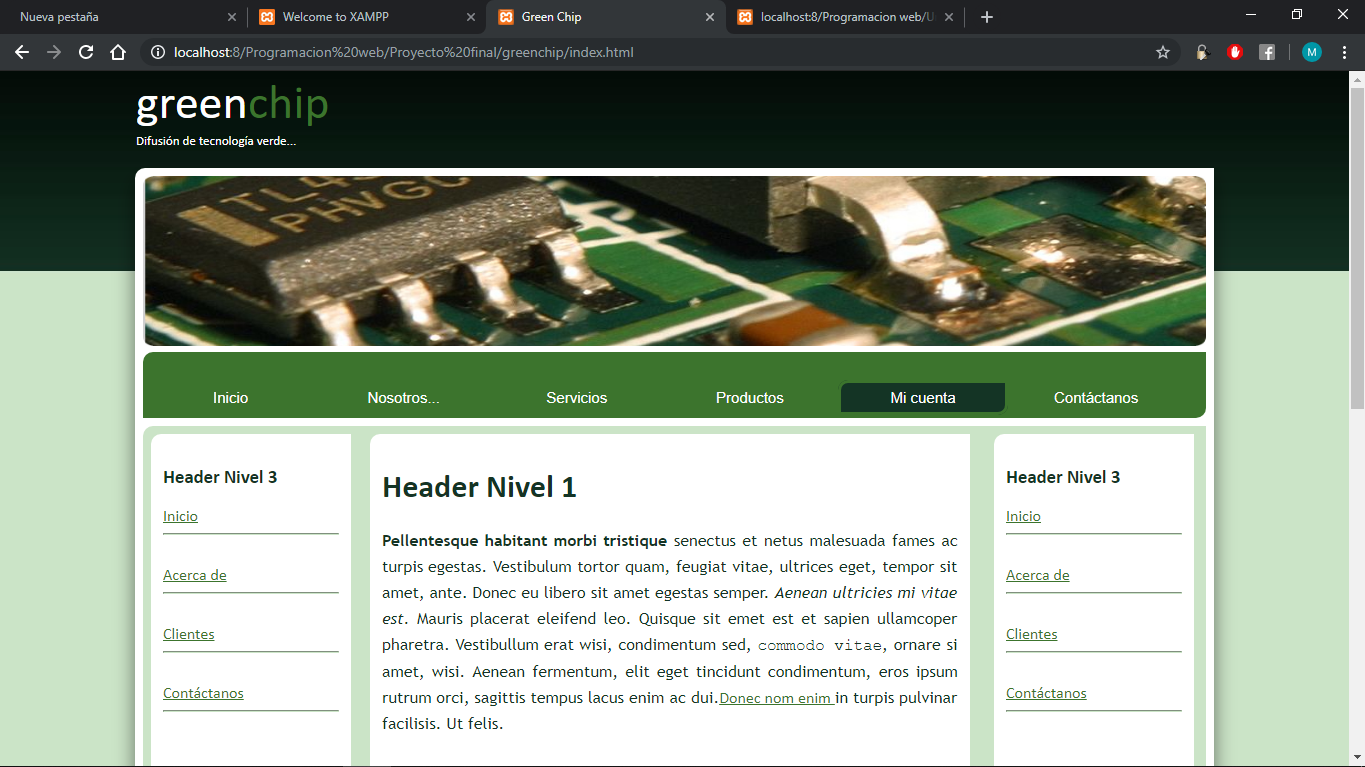 Nueva pestaña
Welcome to XAMPP
Green Chip
localhost:8/Programacion web/U
localhost:8/Programacion%20web/Proyecto%20final/greenchip/index.html
M
greenchip
Difusión de tecnología verde...
PHVGC
Inicio
Nosotros...
Servicios
Productos
Mi cuenta
Contáctanos
Header Nivel 3
Inicio
Acerca de
Clientes
Contáctanos
Header Nivel 1
Pellentesque habitant morbi tristique senectus et netus malesuada fames ac
turpis egestas. Vestibulum tortor quam, feugiat vitae, ultrices eget, tempor sit
amet, ante. Donec eu libero sit amet egestas semper. Aenean ultricies mi vitae
est. Mauris placerat eleifend leo. Quisque sit emet est et sapien ullamcoper
pharetra. Vestibullum erat wisi, condimentum sed, commodo vitae, ornare si
amet, wisi. Aenean fermentum, elit eget tincidunt condimentum, eros ipsum
rutrum orci, sagittis tempus lacus enim ac dui.Donec nom enim in turpis pulvinar
facilisis. Ut felis.
Header Nivel 3
Inicio
Acerca de
Clientes
Contáctanos